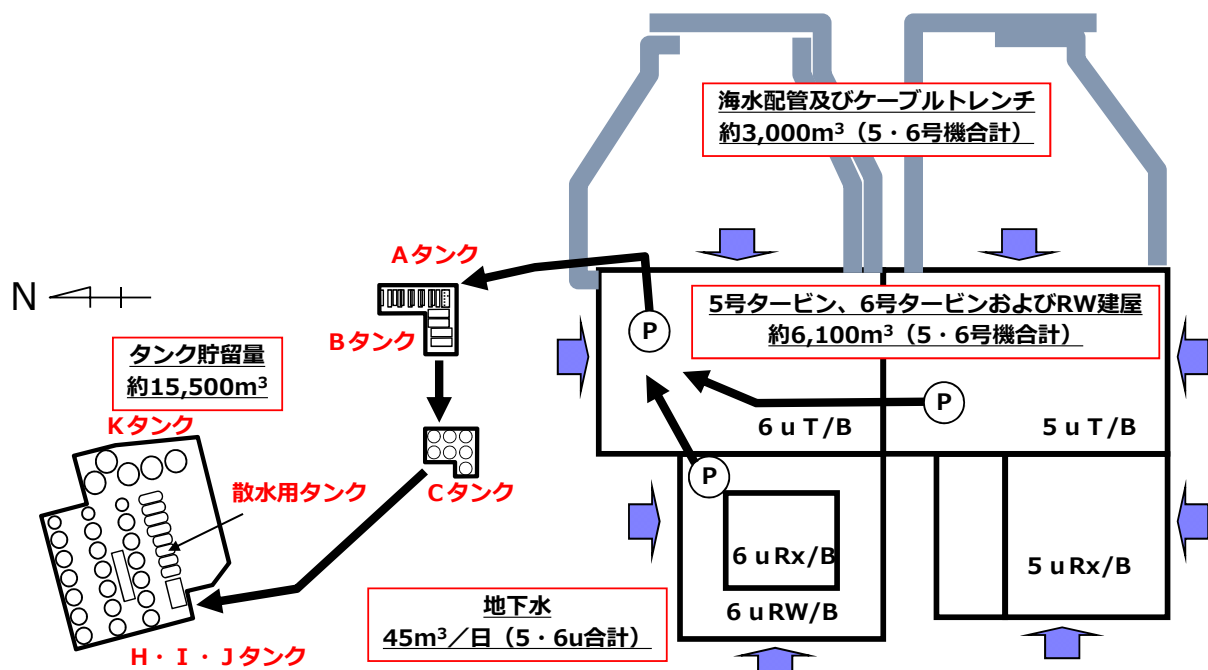 海水配管及びケーブルトレンチ
約3,000m³（5・6号機合計）
Aタンク
N
Bタンク
P
5号タービン、6号タービンおよびRW建屋
約6,100m³（5・6号機合計）
タンク貯留量
約15,500m³
P
6uT/B
5uT/B
Kタンク
P
Cタンク
散水用タンク
6uRx/B
5uRx/B
6uRW/B
地下水
45m³／日（5・6u合計）
H・I・Jタンク